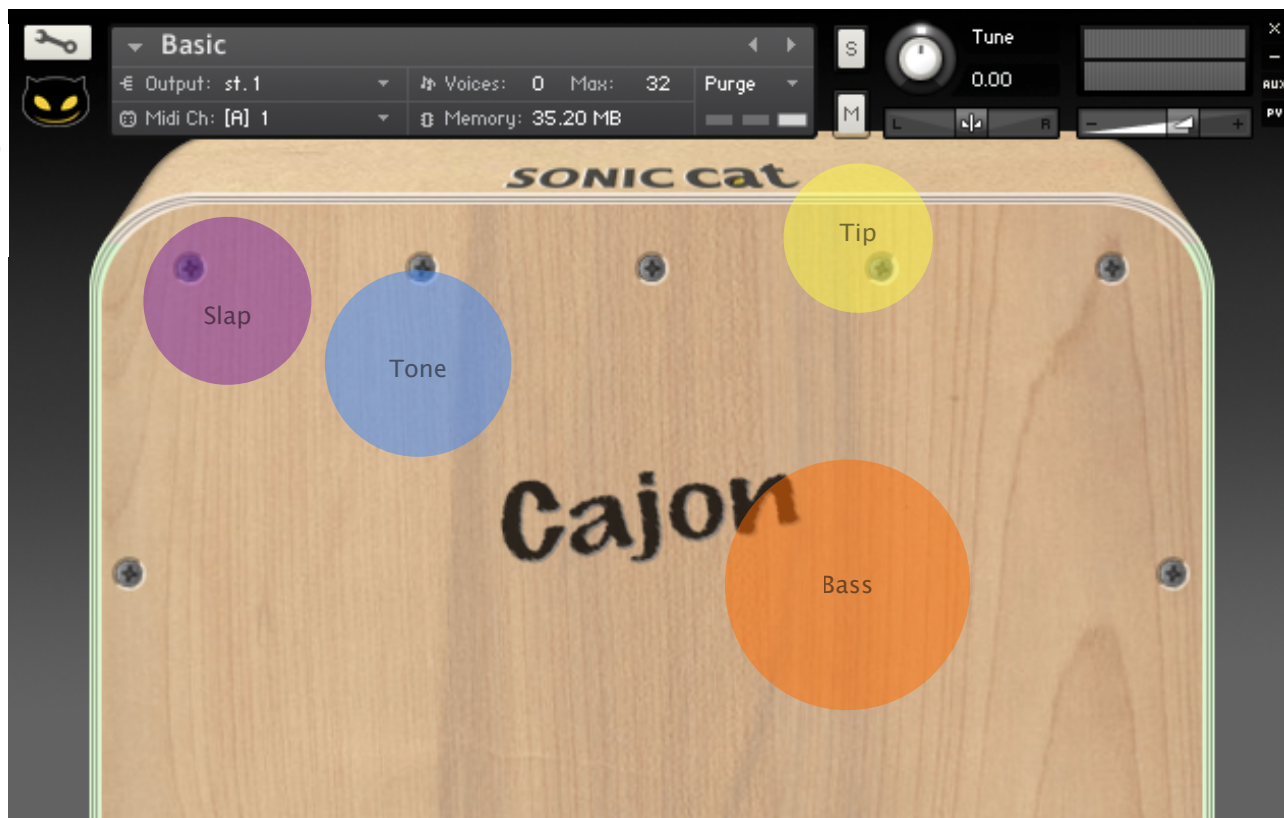 Basic
Output: st.1
Voices: 0 Max: 32
Purge
Midi Ch: [A] 1
Memory: 35.20 MB
S
M
Tune
0.00
L R
- +
×
-
AUX
PV
SONIC cat
Slap
Tone
Tip
Cajon
Bass